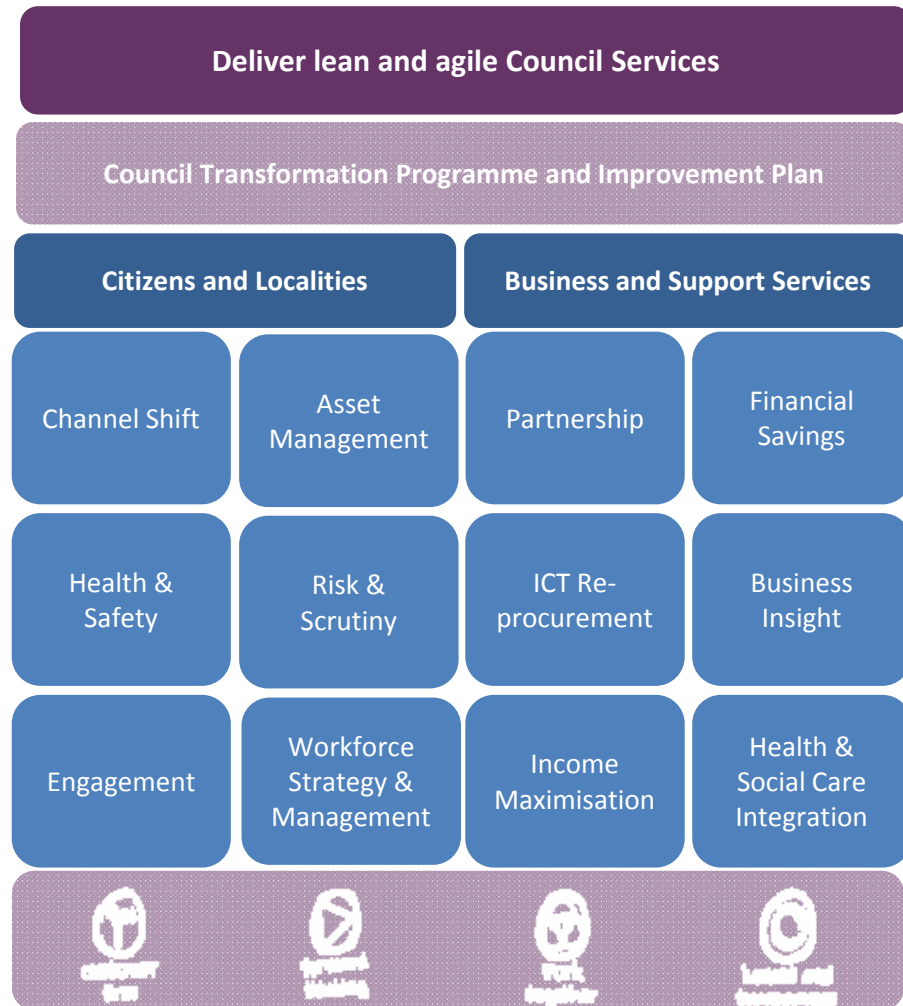 Deliver lean and agile Council Services
Council Transformation Programme and Improvement Plan
Citizens and Localities
Business and Support Services
Channel Shift
Asset
Management
Partnership
Financial
Savings
Health &
Safety
Risk &
Scrutiny
ICT Re-
procurement
Business
Insight
Engagement
Workforce
Strategy &
Management
Income
Maximisation
Health &
Social Care
Integration